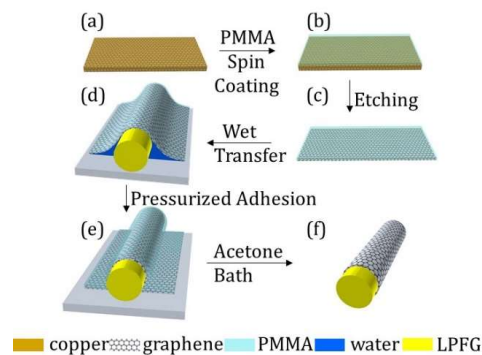 (a)
PMMA
Spin
Coating
(b)
Etching
(c)
Wet
Transfer
(d)
Pressurized Adhesion
(e)
Acetone
Bath
(f)
copper graphene PMMA water LPFG